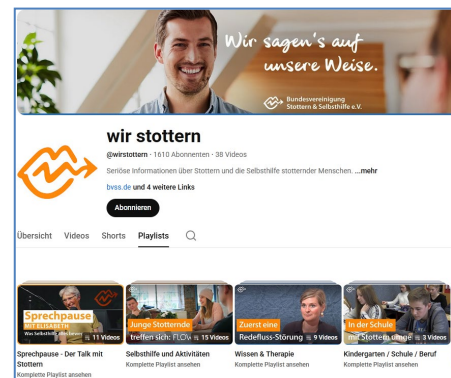 Wir sagen's auf
unsere Weise.
Bundesvereinigung
Stottern & Selbsthilfe e.V.
wir stottern
@wirstottern · 1610 Abonnenten · 38 Videos
Seriöse Informationen über Stottern und die Selbsthilfe stotternder Menschen. ...mehr
bvss.de und 4 weitere Links
Abonnieren
Übersicht Videos Shorts Playlists
Sprechpause
MIT ELISABETH
Was Selbsthilfe
11 Videos
Junge Stotternde
treffen sich: FLOW
15 Videos
Zuerst eine
Redefluss-Störung
9 Videos
In der Schule
mit Stottern
3 Videos
Sprechpause - Der Talk mit
Stottern
Komplette Playlist ansehen
Selbsthilfe und Aktivitäten
Komplette Playlist ansehen
Wissen & Therapie
Komplette Playlist ansehen
Kindergarten / Schule / Beruf
Komplette Playlist ansehen